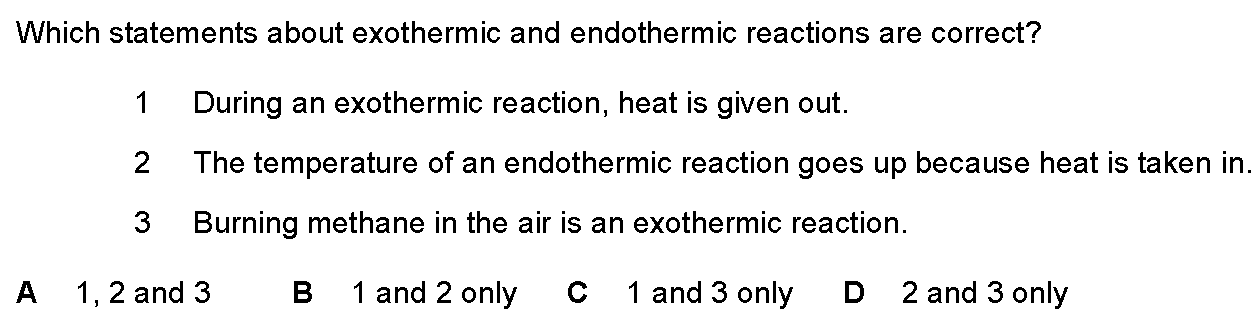 Which statements about exothermic and endothermic reactions are correct?
1 During an exothermic reaction, heat is given out.
2 The temperature of an endothermic reaction goes up because heat is taken in.
3 Burning methane in the air is an exothermic reaction.
A 1, 2 and 3 B 1 and 2 only C 1 and 3 only D 2 and 3 only